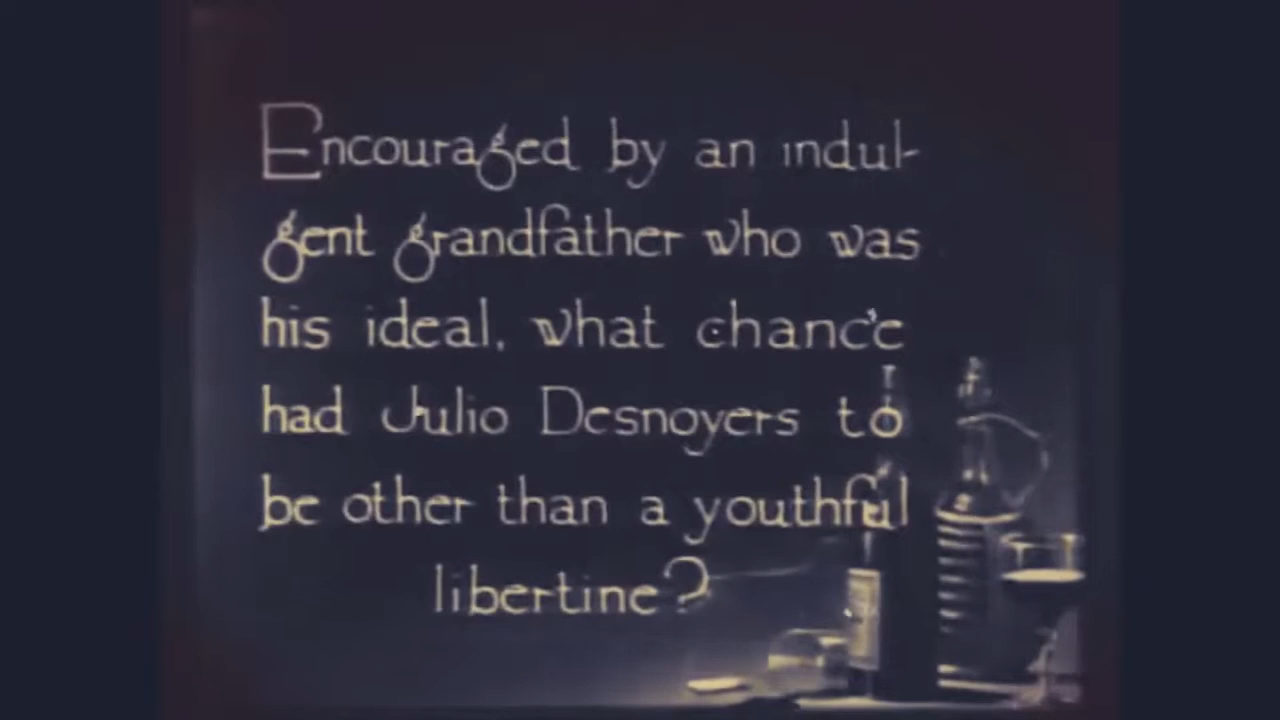 Encouraged by an indul-
gent grandfather who was
his ideal, what chance
had Julio Desnoyers to
be other than a youthful
libertine?